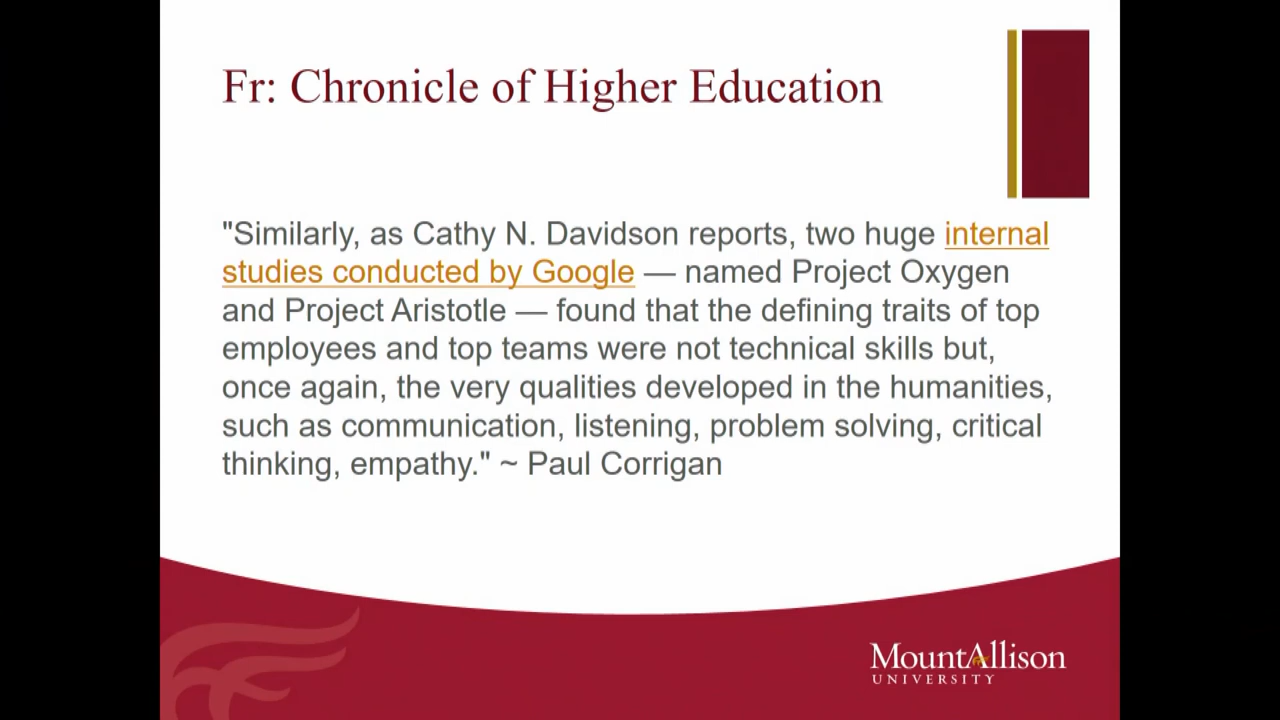 Fr: Chronicle of Higher Education
"Similarly, as Cathy N. Davidson reports, two huge internal
studies conducted by Google — named Project Oxygen
and Project Aristotle — found that the defining traits of top
employees and top teams were not technical skills but,
once again, the very qualities developed in the humanities,
such as communication, listening, problem solving, critical
thinking, empathy." ~ Paul Corrigan
MountAllison
UNIVERSITY